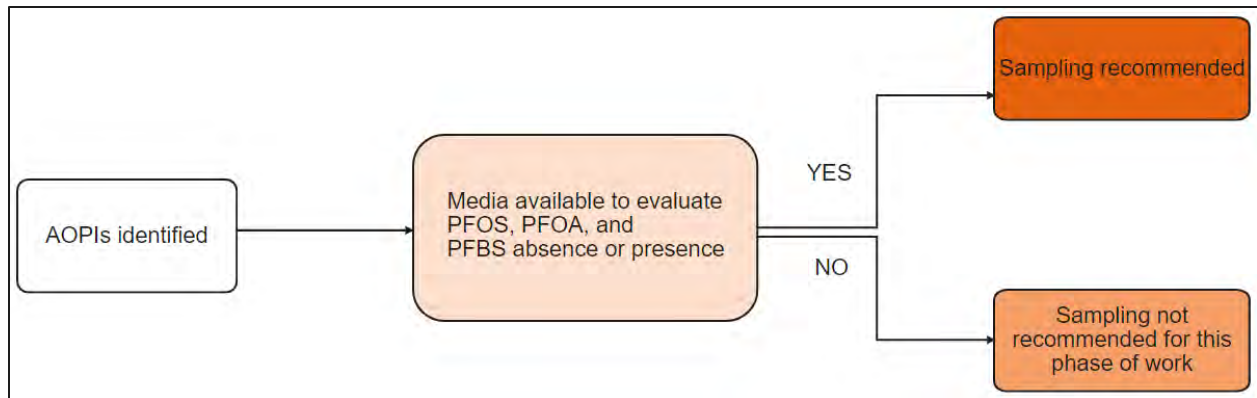 AOPIs identified
Media available to evaluate
PFOS, PFOA, and
PFBS absence or presence
YES
NO
Sampling recommended
Sampling not
recommended for this
phase of work